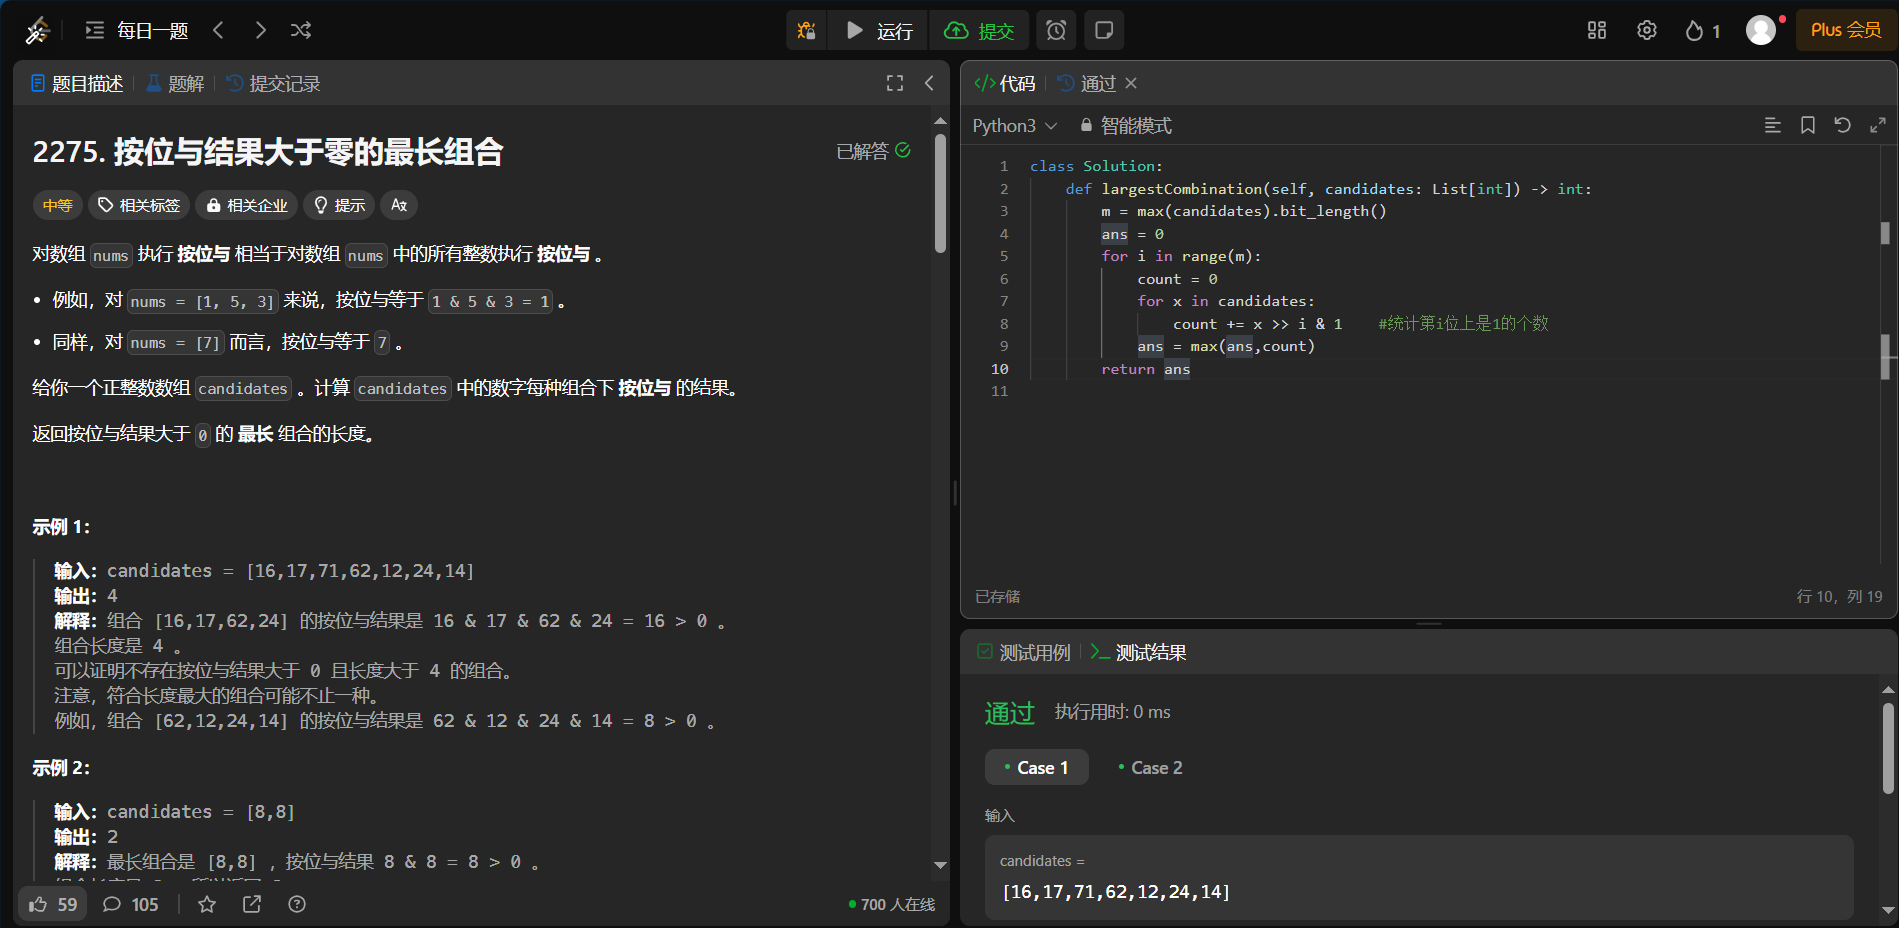 每日一题
运行
提交
1
Plus 会员
题目描述
题解
提交记录
2275. 按位与结果大于零的最长组合
已解答
中等
相关标签
相关企业
提示
对数组 nums 执行 按位与 相当于对数组 nums 中的所有整数执行 按位与 。
• 例如，对 nums = [1, 5, 3] 来说，按位与等于 1 & 5 & 3 = 1 。
• 同样，对 nums = [7] 而言，按位与等于 7 。
给你一个正整数数组 candidates 。计算 candidates 中的数字每种组合下 按位与 的结果。
返回按位与结果大于 0 的 最长 组合的长度。
示例 1：
输入：candidates = [16,17,71,62,12,24,14]
输出：4
解释：组合 [16,17,62,24] 的按位与结果是 16 & 17 & 62 & 24 = 16 > 0 。
组合长度是 4 。
可以证明不存在按位与结果大于 0 且长度大于 4 的组合。
注意，符合长度最大的组合可能不止一种。
例如，组合 [62,12,24,14] 的按位与结果是 62 & 12 & 24 & 14 = 8 > 0 。
示例 2：
输入：candidates = [8,8]
输出：2
解释：最长组合是 [8,8] ，按位与结果 8 & 8 = 8 > 0 。
59
105
700 人在线
代码
通过
Python3
智能模式
1 class Solution:
2 def largestCombination(self, candidates: List[int]) -> int:
3 m = max(candidates).bit_length()
4 ans = 0
5 for i in range(m):
6 count = 0
7 for x in candidates:
8 count += x >> i & 1 #统计第i位上是1的个数
9 ans = max(ans,count)
10 return ans
11
已存储
行 10，列 19
测试用例
测试结果
通过 执行用时: 0 ms
• Case 1
• Case 2
输入
candidates =
[16,17,71,62,12,24,14]